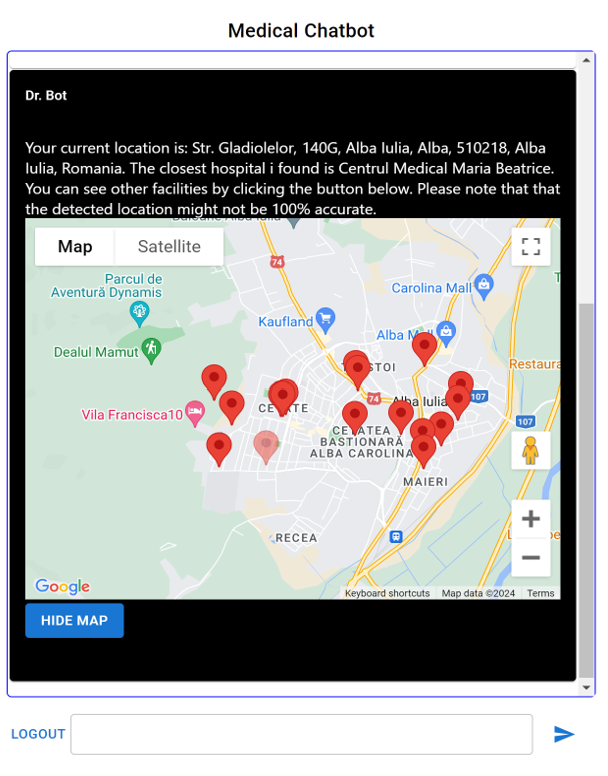 Medical Chatbot
Dr. Bot
Your current location is: Str. Gladiolelor, 140G, Alba Iulia, Alba, 510218, Alba
Iulia, Romania. The closest hospital i found is Centrul Medical Maria Beatrice.
You can see other facilities by clicking the button below. Please note that that
the detected location might not be 100% accurate.
Map
Satellite
74
Parcul de
Aventură Dynamis
Carolina Mall
Kaufland
Alba
Dealul Mamut
TOI
Restaura
74
Alba Iulia
107
Vila Francisca10
CETATEA
BASTIONARĂ
ALBA CAROLINA
107
MAIERI
RECEA
Google
Keyboard shortcuts
Map data ©2024
Terms
HIDE MAP
LOGOUT